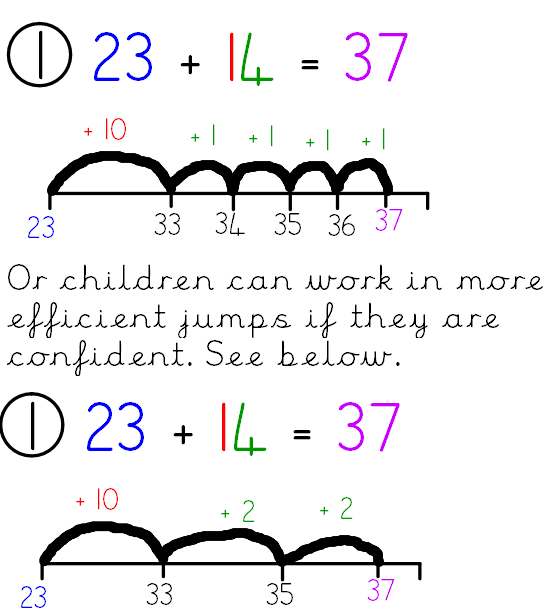 1 23 + 14 = 37
+ 10 + 1 + 1 + 1 + 1
23 33 34 35 36 37
Or children can work in more
efficient jumps if they are
confident. See below.
1 23 + 14 = 37
+ 10 + 2 + 2
23 33 35 37